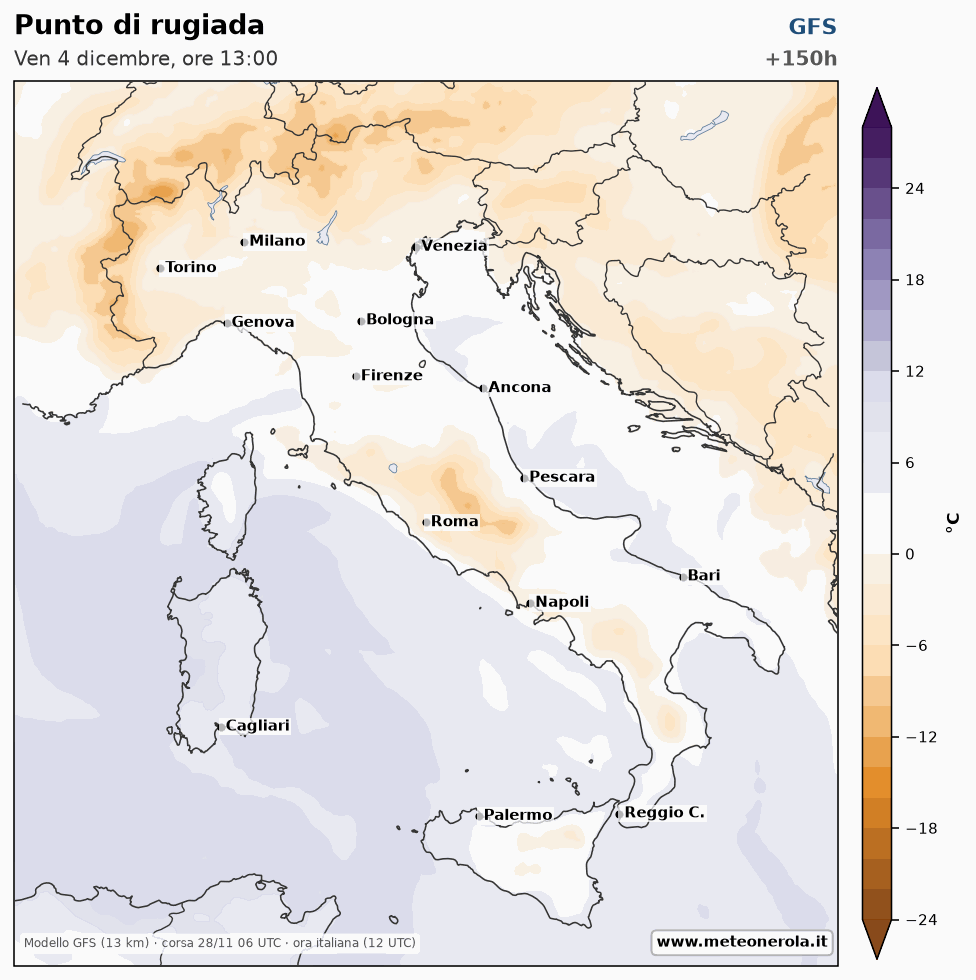 Punto di rugiada
GFS
Ven 4 dicembre, ore 13:00
+150h
Milano
Venezia
Torino
Genova
Bologna
Firenze
Ancona
Pescara
Roma
Bari
Napoli
Cagliari
Palermo
Reggio C.
24
18
12
6
0
−6
−12
−18
−24
°C
Modello GFS (13 km) · corsa 28/11 06 UTC · ora italiana (12 UTC)
www.meteonerola.it